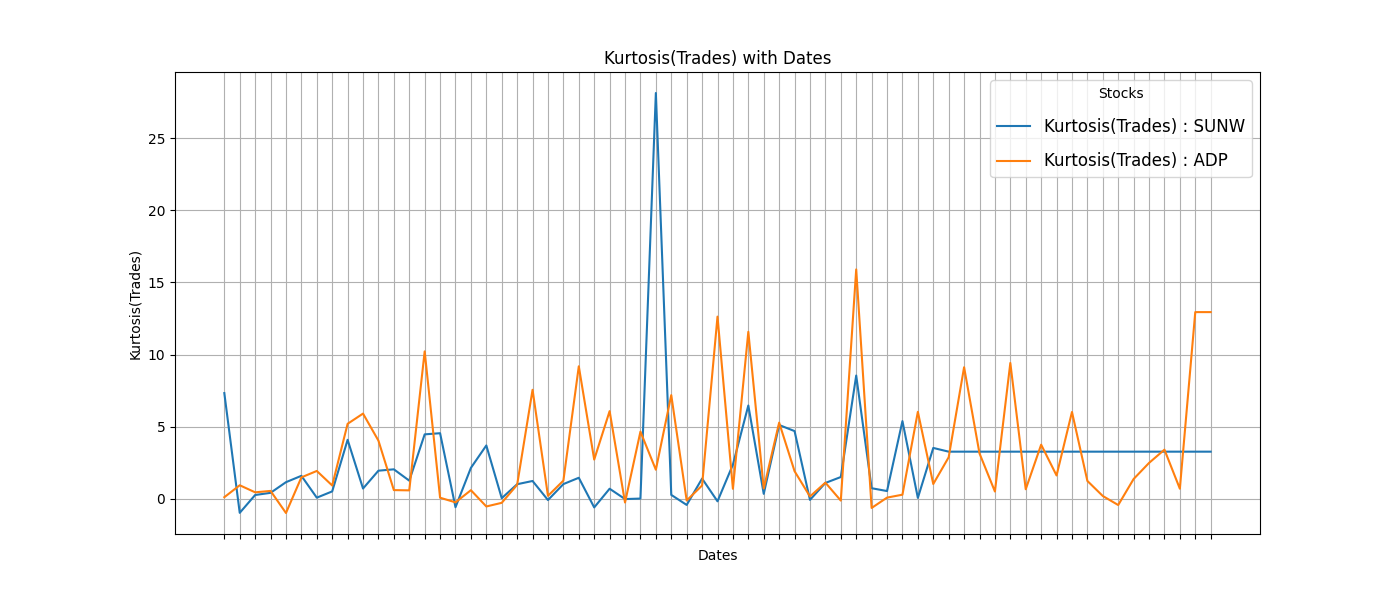 Kurtosis(Trades) with Dates
Stocks
Kurtosis(Trades) : SUNW
Kurtosis(Trades) : ADP
Kurtosis(Trades)
25
20
15
10
5
0
Dates